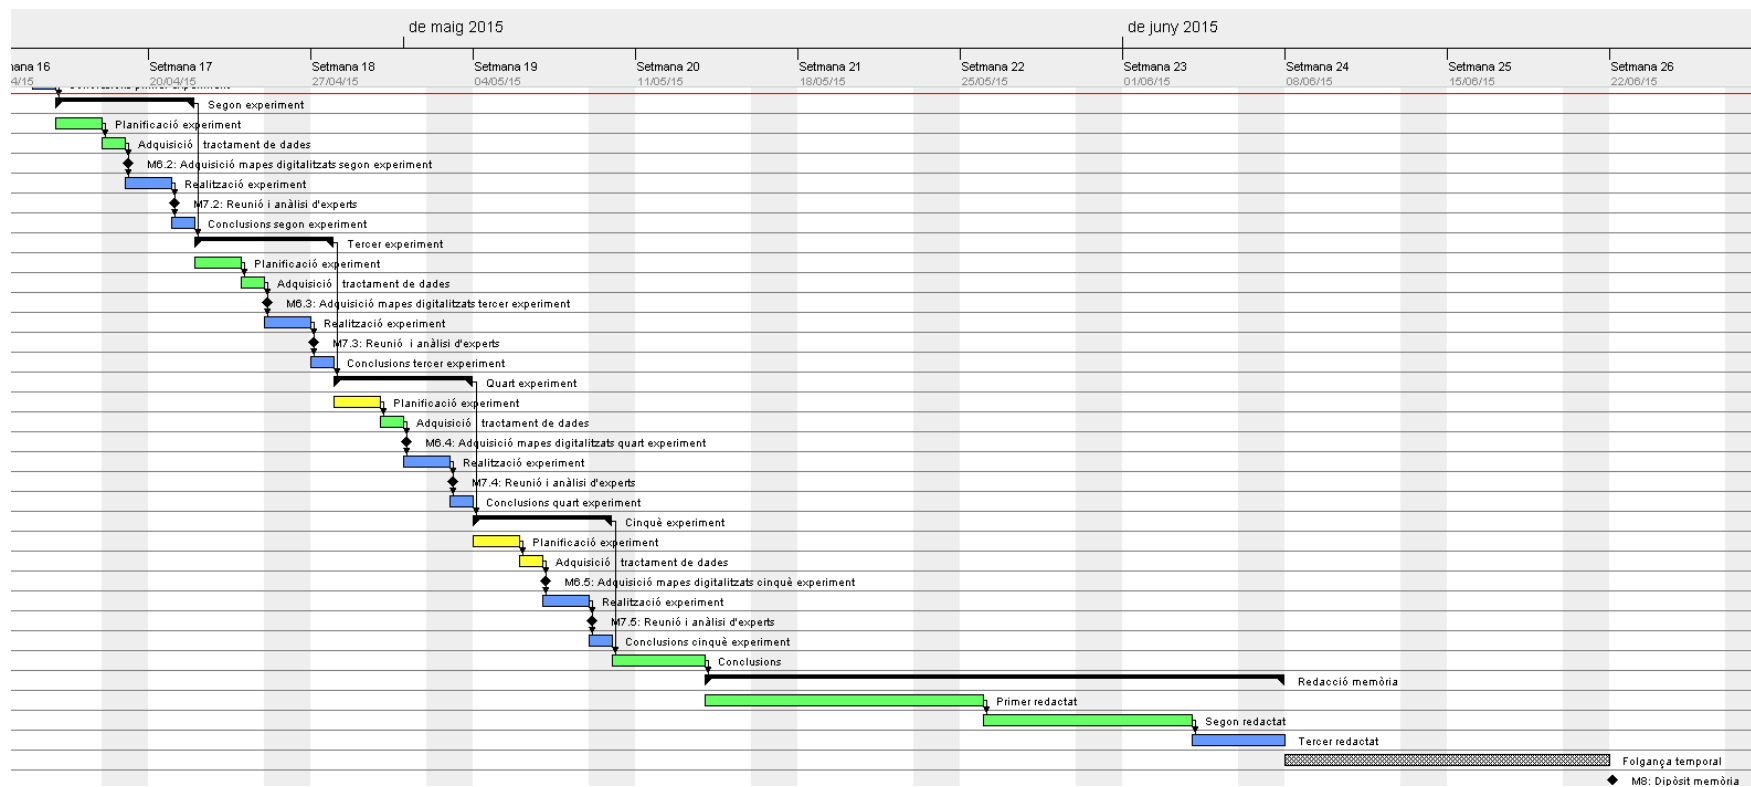 de maig 2015
de juny 2015
mana 16
Setmana 17
Setmana 18
Setmana 19
Setmana 20
Setmana 21
Setmana 22
Setmana 23
Setmana 24
Setmana 25
Setmana 26
4/15
20/04/15
27/04/15
04/05/15
11/05/15
18/05/15
25/05/15
01/06/15
08/06/15
15/06/15
22/06/15
Conclusions primer experiment
Segon experiment
Planificació experiment
Adquisició tractament de dades
M6.2: Adquisició mapes digitalitzats segon experiment
Realització experiment
M7.2: Reunió i anàlisi d'experts
Conclusions segon experiment
Tercer experiment
Planificació experiment
Adquisició tractament de dades
M6.3: Adquisició mapes digitalitzats tercer experiment
Realització experiment
M7.3: Reunió i anàlisi d'experts
Conclusions tercer experiment
Quart experiment
Planificació experiment
Adquisició tractament de dades
M6.4: Adquisició mapes digitalitzats quart experiment
Realització experiment
M7.4: Reunió i anàlisi d'experts
Conclusions quart experiment
Cinquè experiment
Planificació experiment
Adquisició tractament de dades
M6.5: Adquisició mapes digitalitzats cinquè experiment
Realització experiment
M7.5: Reunió i anàlisi d'experts
Conclusions cinquè experiment
Conclusions
Redacció memòria
Primer redactat
Segon redactat
Tercer redactat
Folgança temporal
M8: Dipòsit memòria